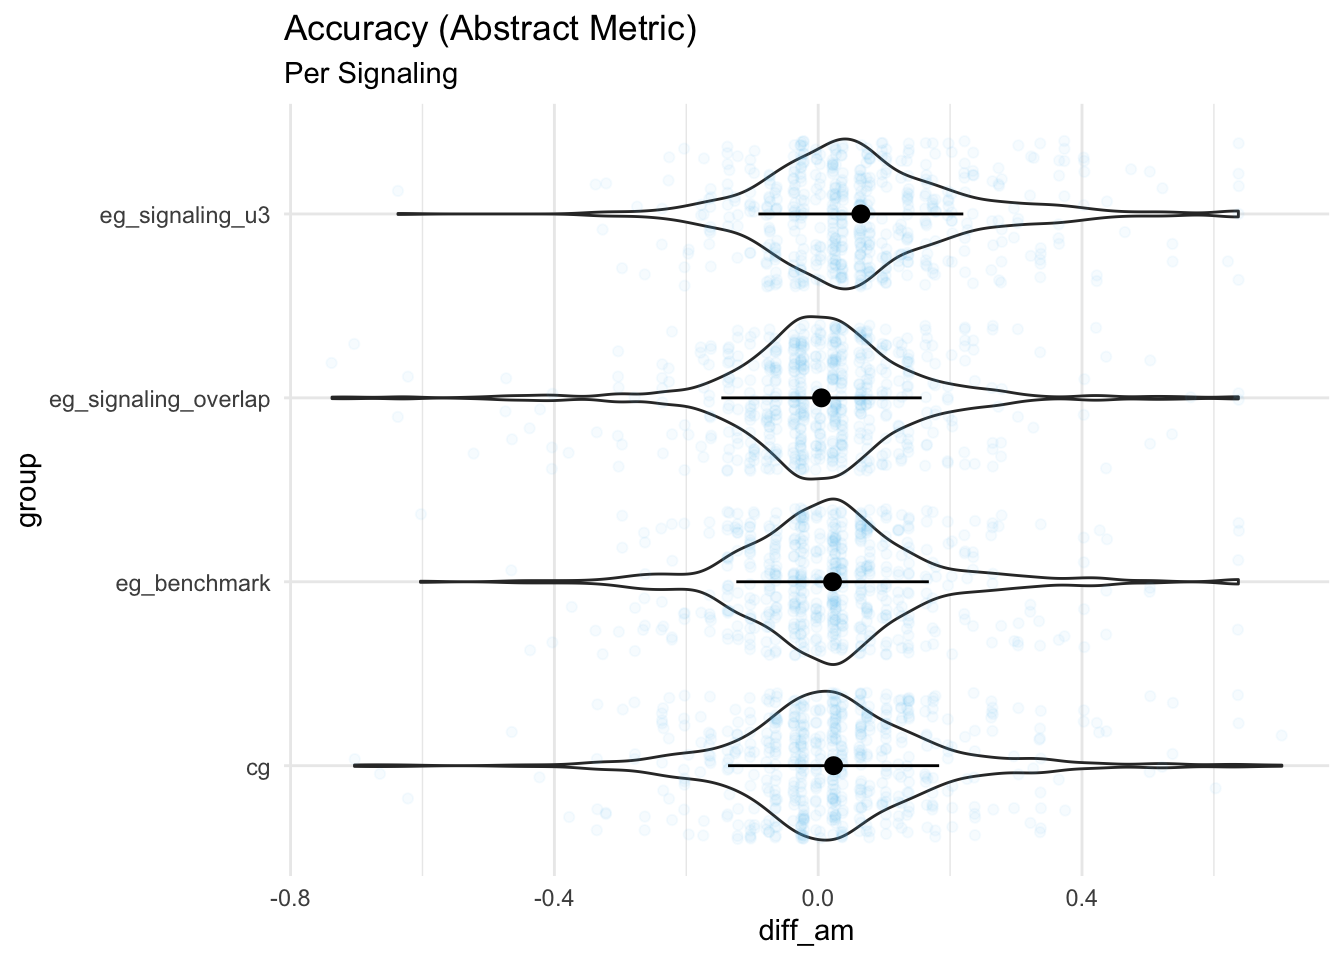 Accuracy (Abstract Metric)
Per Signaling
group
eg_signaling_u3
eg_signaling_overlap
eg_benchmark
cg
-0.8
-0.4
0.0
0.4
diff_am